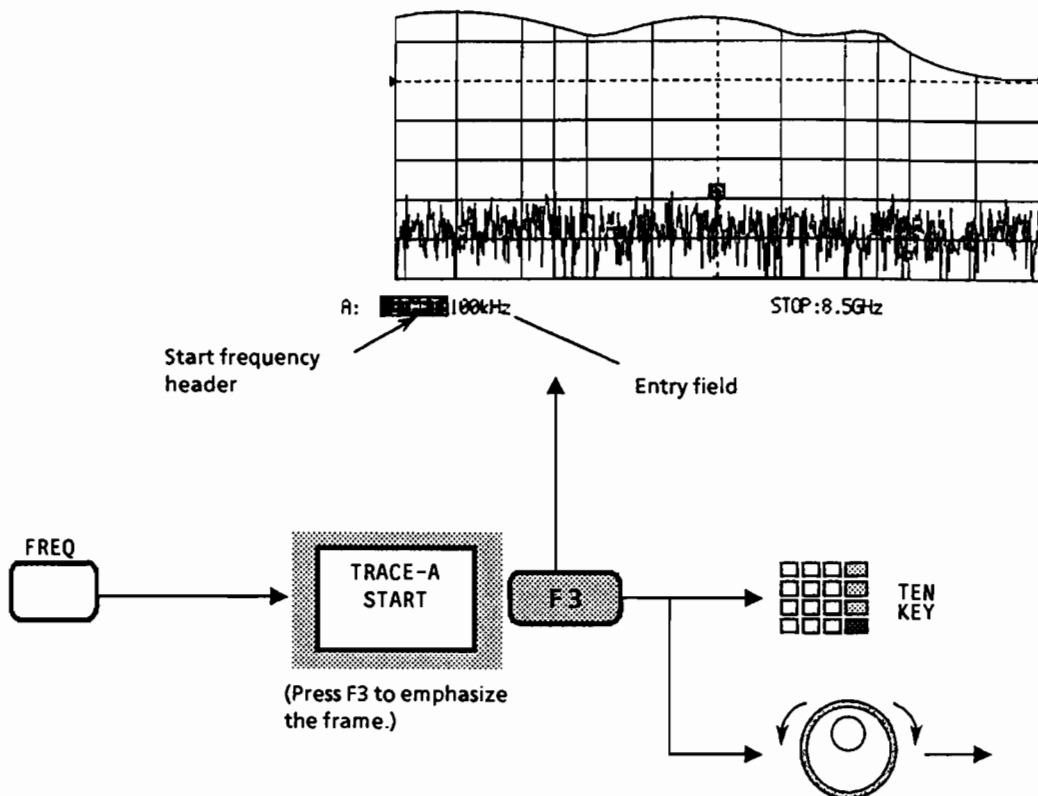 A: 100kHz STOP:8.5GHz
Start frequency
header
Entry field
FREQ
TRACE-A
START
F3
TEN
KEY
(Press F3 to emphasize
the frame.)